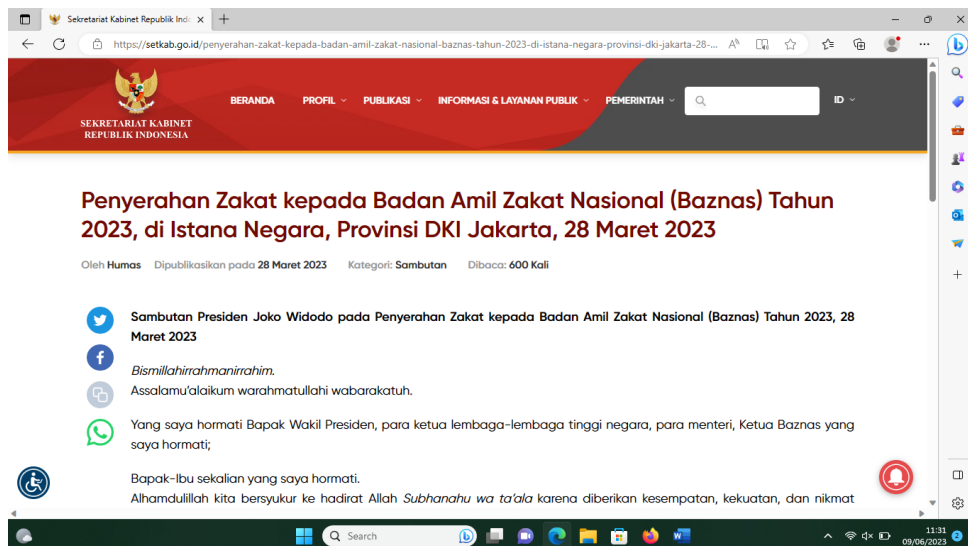 Sekretariat Kabinet Republik Indo
https://setkab.go.id/penyerahan-zakat-kepada-badan-amil-zakat-nasional-baznas-tahun-2023-di-istana-negara-provinsi-dki-jakarta-28-...
SEKRETARIAT KABINET
REPUBLIK INDONESIA
BERANDA PROFIL PUBLIKASI INFORMASI & LAYANAN PUBLIK PEMERINTAH ID
Penyerahan Zakat kepada Badan Amil Zakat Nasional (Baznas) Tahun
2023, di Istana Negara, Provinsi DKI Jakarta, 28 Maret 2023
Oleh Humas Dipublikasikan pada 28 Maret 2023 Kategori: Sambutan Dibaca: 600 Kali
Sambutan Presiden Joko Widodo pada Penyerahan Zakat kepada Badan Amil Zakat Nasional (Baznas) Tahun 2023, 28
Maret 2023
Bismillahirrahmanirrahim.
Assalamu’alaikum warahmatullahi wabarakatuh.
Yang saya hormati Bapak Wakil Presiden, para ketua lembaga-lembaga tinggi negara, para menteri, Ketua Baznas yang
saya hormati;
Bapak-Ibu sekalian yang saya hormati.
Alhamdulillah kita bersyukur ke hadirat Allah Subhanahu wa ta’ala karena diberikan kesempatan, kekuatan, dan nikmat
Search
11:31
09/06/2023
2